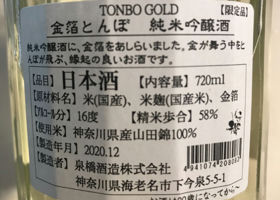 TONBO GOLD
【限定品】
金箔とんぼ 純米吟醸酒
純米吟醸酒に、金箔をあしらいました。金が舞う中をと
んぼが飛ぶ、縁起の良いお酒です。
【品目】日本酒 【内容量】720ml
【原材料名】米(国産)、米麹(国産米)、金箔
【アルコール分】16度 【精米歩合】58%
【使用米】神奈川県産山田錦100%
【製造年月】2020.12
【製造者】泉橋酒造株式会社
神奈川県海老名市下今泉5-5-1